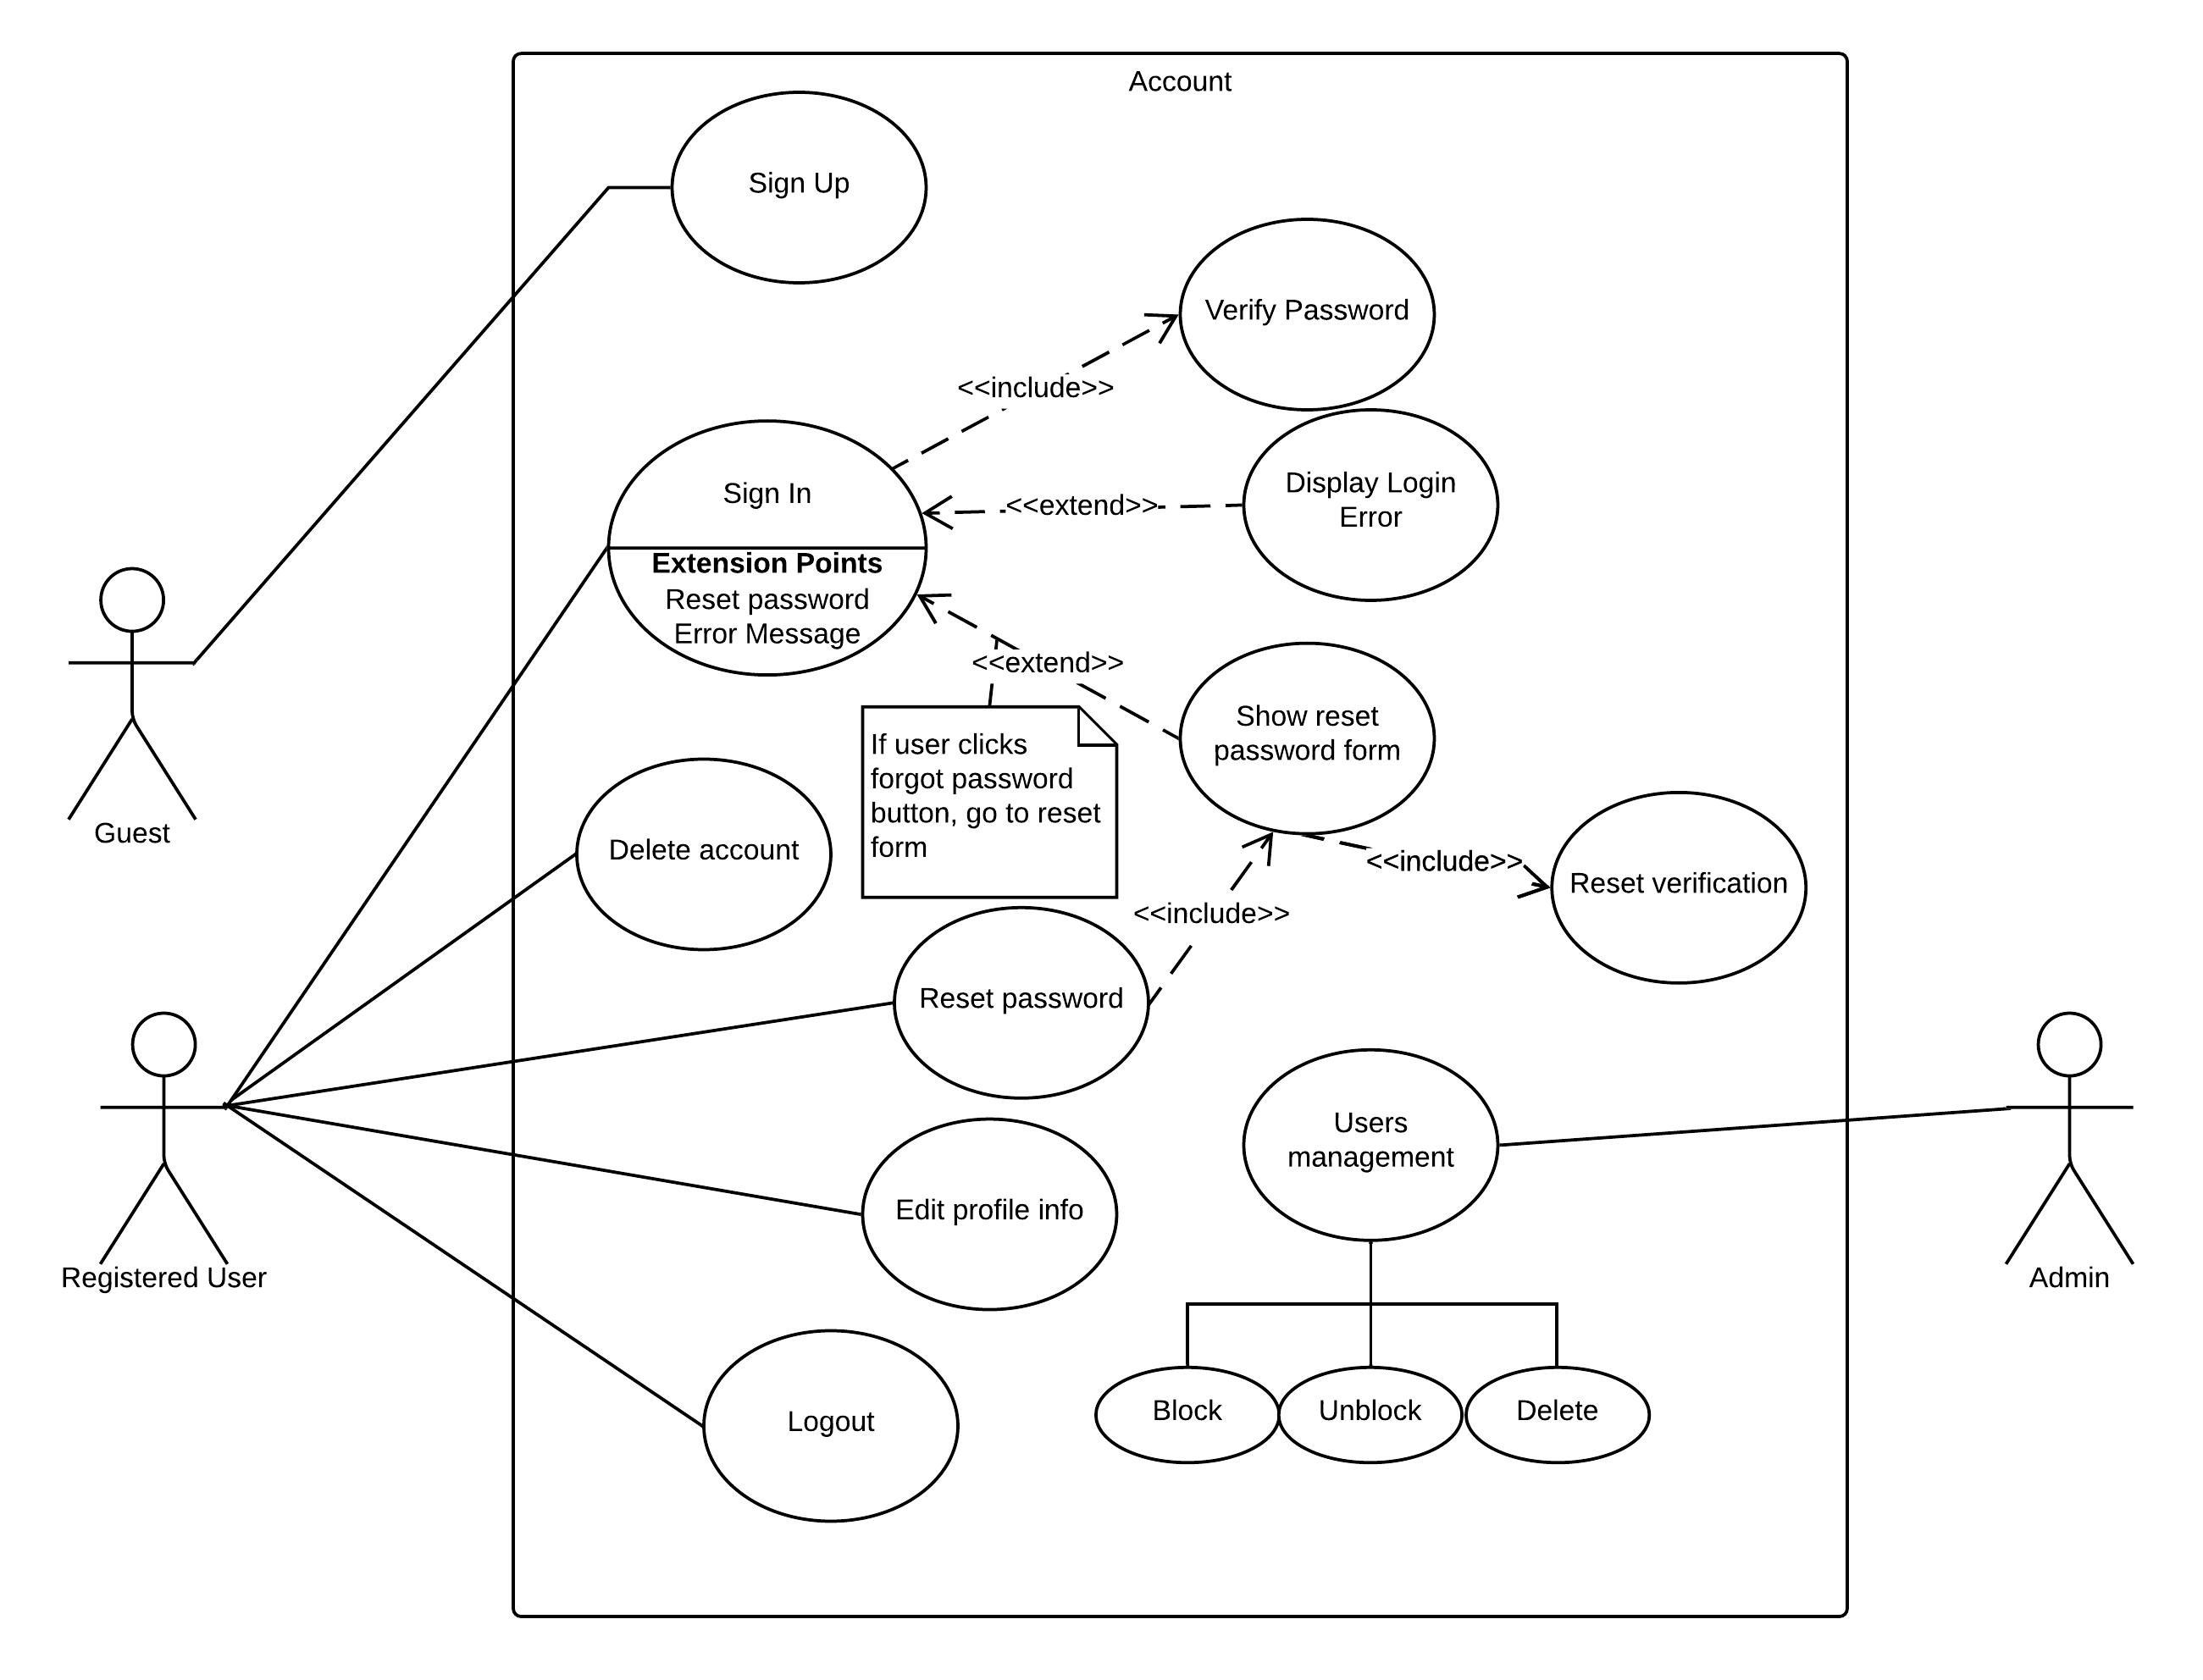 Account
Sign Up
Verify Password
<<include>>
Sign In
Display Login
Error
<<extend>>
Extension Points
Reset password
Error Message
<<extend>>
Show reset
password form
If user clicks
forgot password
button, go to reset
form
Guest
Delete account
<<include>>
Reset verification
<<include>>
Reset password
Users
management
Edit profile info
Registered User
Admin
Logout
Block
Unblock
Delete